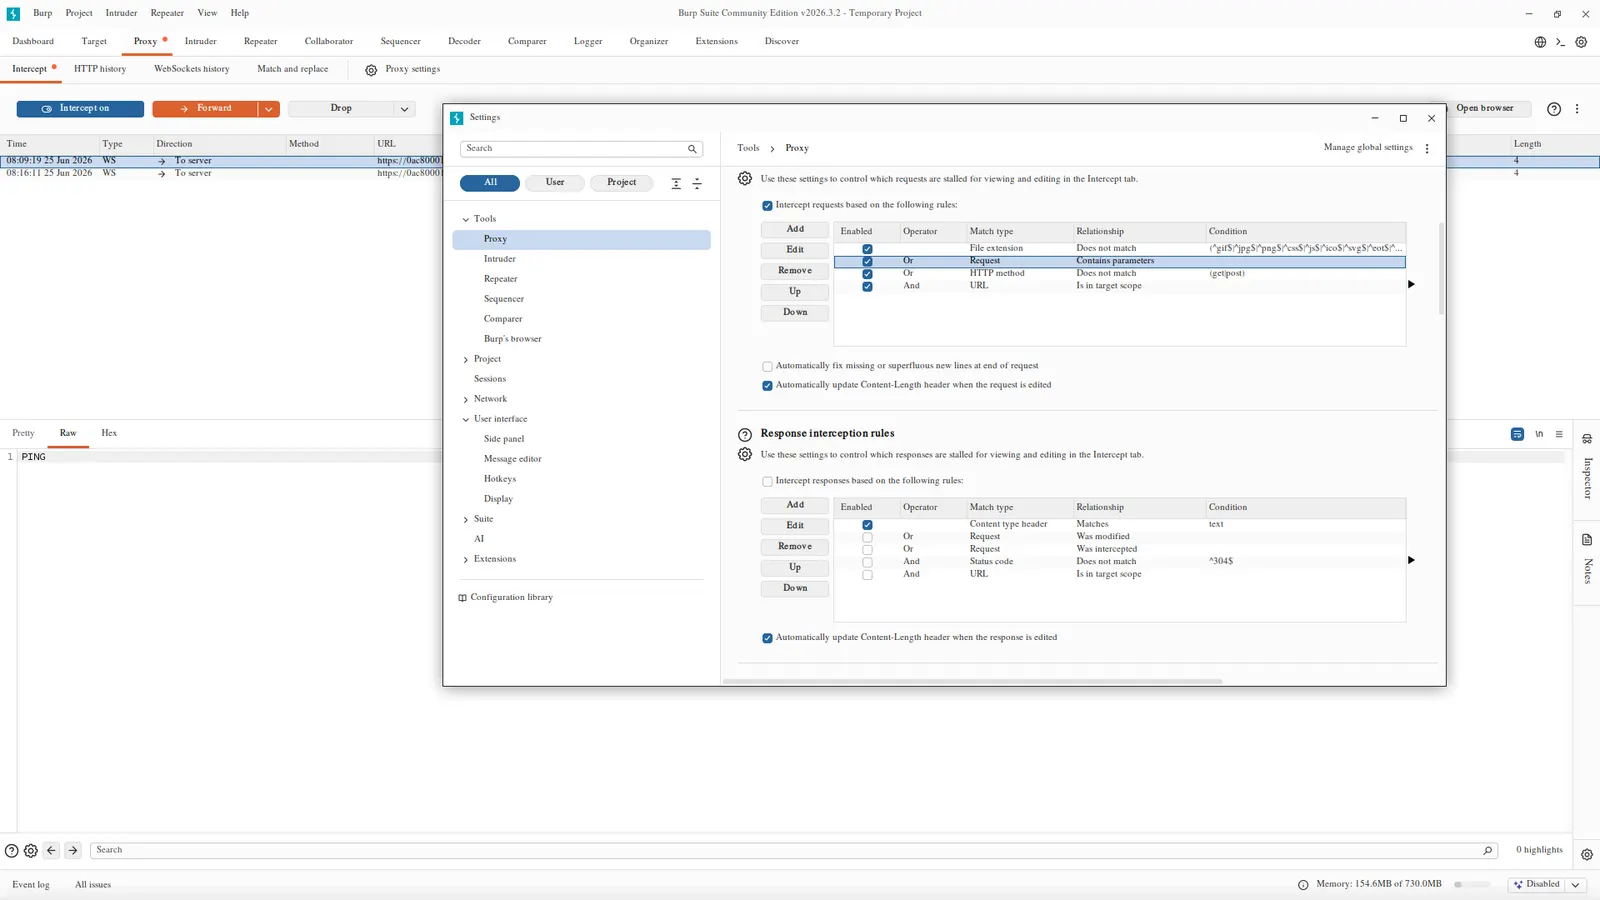 Burp Project Intruder Repeater View Help
Burp Suite Community Edition v2026.3.2 - Temporary Project
Dashboard Target Proxy Intruder Repeater Collaborator Sequencer Decoder Comparer Logger Organizer Extensions Discover
Intercept HTTP history WebSockets history Match and replace Proxy settings
Intercept on Forward Drop Open browser
Time Type Direction Method URL Length
08:09:19 25 Jun 2026 WS To server https://0ac80001 4
08:16:11 25 Jun 2026 WS To server https://0ac80001 4
Pretty Raw Hex
1 PING
Inspector
Notes
Settings
Search
All User Project
Tools
Proxy
Intruder
Repeater
Sequencer
Comparer
Burp's browser
Project
Sessions
Network
User interface
Side panel
Message editor
Hotkeys
Display
Suite
AI
Extensions
Configuration library
Tools > Proxy
Manage global settings
Use these settings to control which requests are stalled for viewing and editing in the Intercept tab.
Intercept requests based on the following rules:
Add
Edit
Remove
Up
Down
Enabled Operator Match type Relationship Condition
File extension Does not match (^gif$|^jpg$|^png$|^css$|^js$|^ico$|^svg$|^eot$|^...
Or Request Contains parameters
Or HTTP method Does not match (get|post)
And URL Is in target scope
Automatically fix missing or superfluous new lines at end of request
Automatically update Content-Length header when the request is edited
Response interception rules
Use these settings to control which responses are stalled for viewing and editing in the Intercept tab.
Intercept responses based on the following rules:
Add
Edit
Remove
Up
Down
Enabled Operator Match type Relationship Condition
Content type header Matches text
Or Request Was modified
Or Request Was intercepted
And Status code Does not match ^304$
And URL Is in target scope
Automatically update Content-Length header when the response is edited
Search
0 highlights
Event log All issues
Memory: 154.6MB of 730.0MB
Disabled